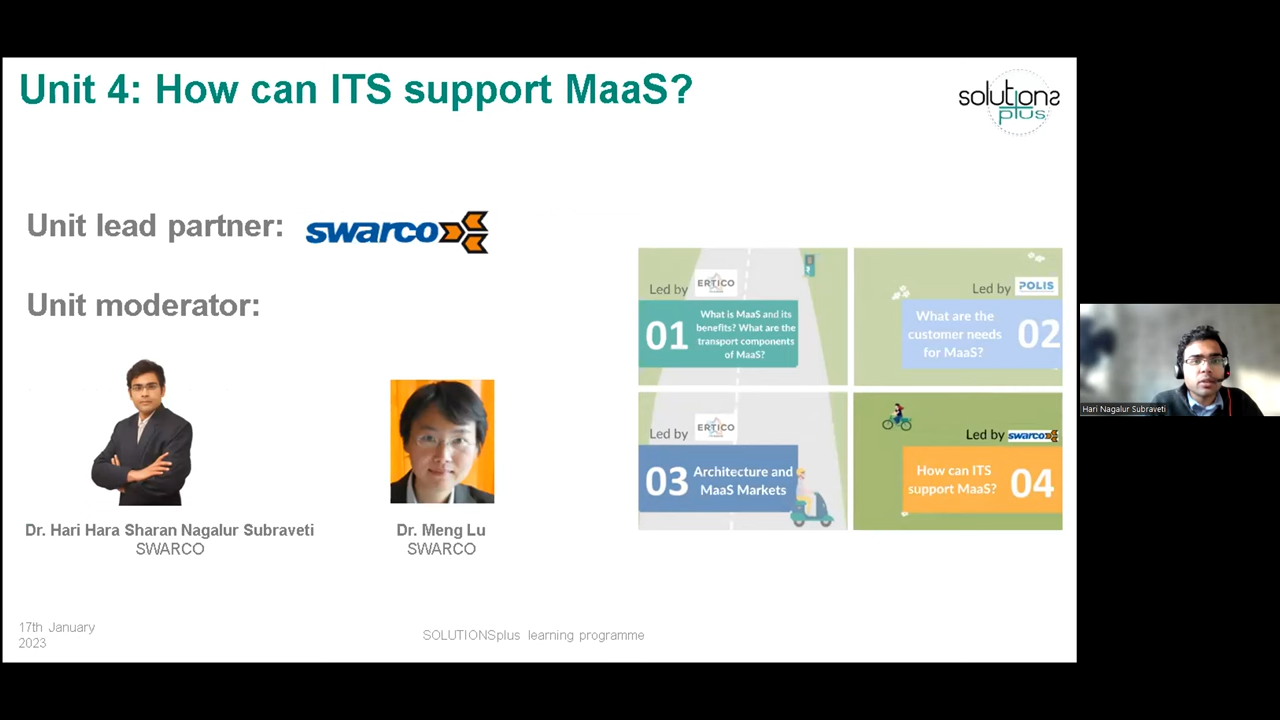 Unit 4: How can ITS support MaaS?
solutions
plus
Unit lead partner:
swarco
Unit moderator:
Led by ERTICO
01
What is MaaS and its
benefits? What are the
transport components
of MaaS?
Led by POLIS
What are the
customer needs
for MaaS?
02
Led by ERTICO
03
Architecture and
MaaS Markets
Led by swarco
How can ITS
support MaaS?
04
Dr. Hari Hara Sharan Nagalur Subraveti
SWARCO
Dr. Meng Lu
SWARCO
17th January
2023
SOLUTIONSplus learning programme
Hari Nagalur Subraveti